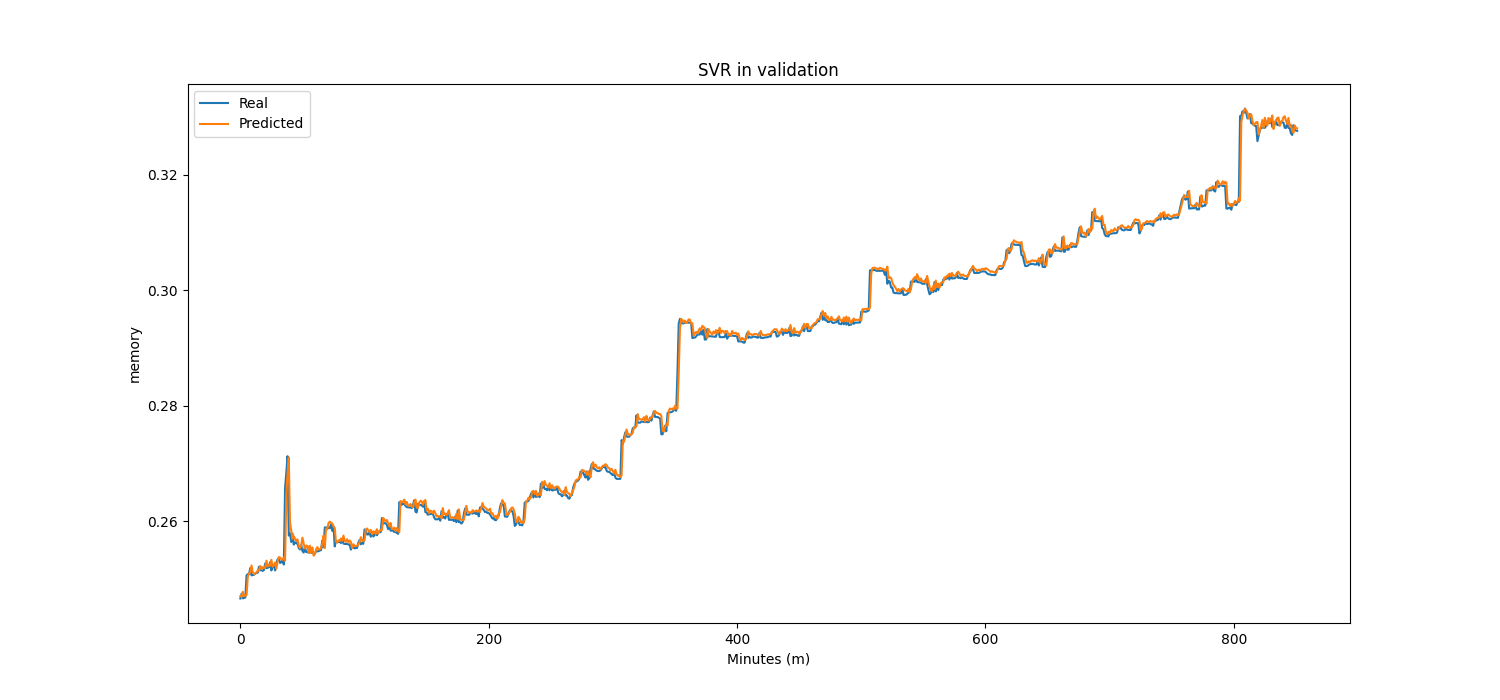 SVR in validation
Real
Predicted
memory
0.32
0.30
0.28
0.26
0
200
400
600
800
Minutes (m)